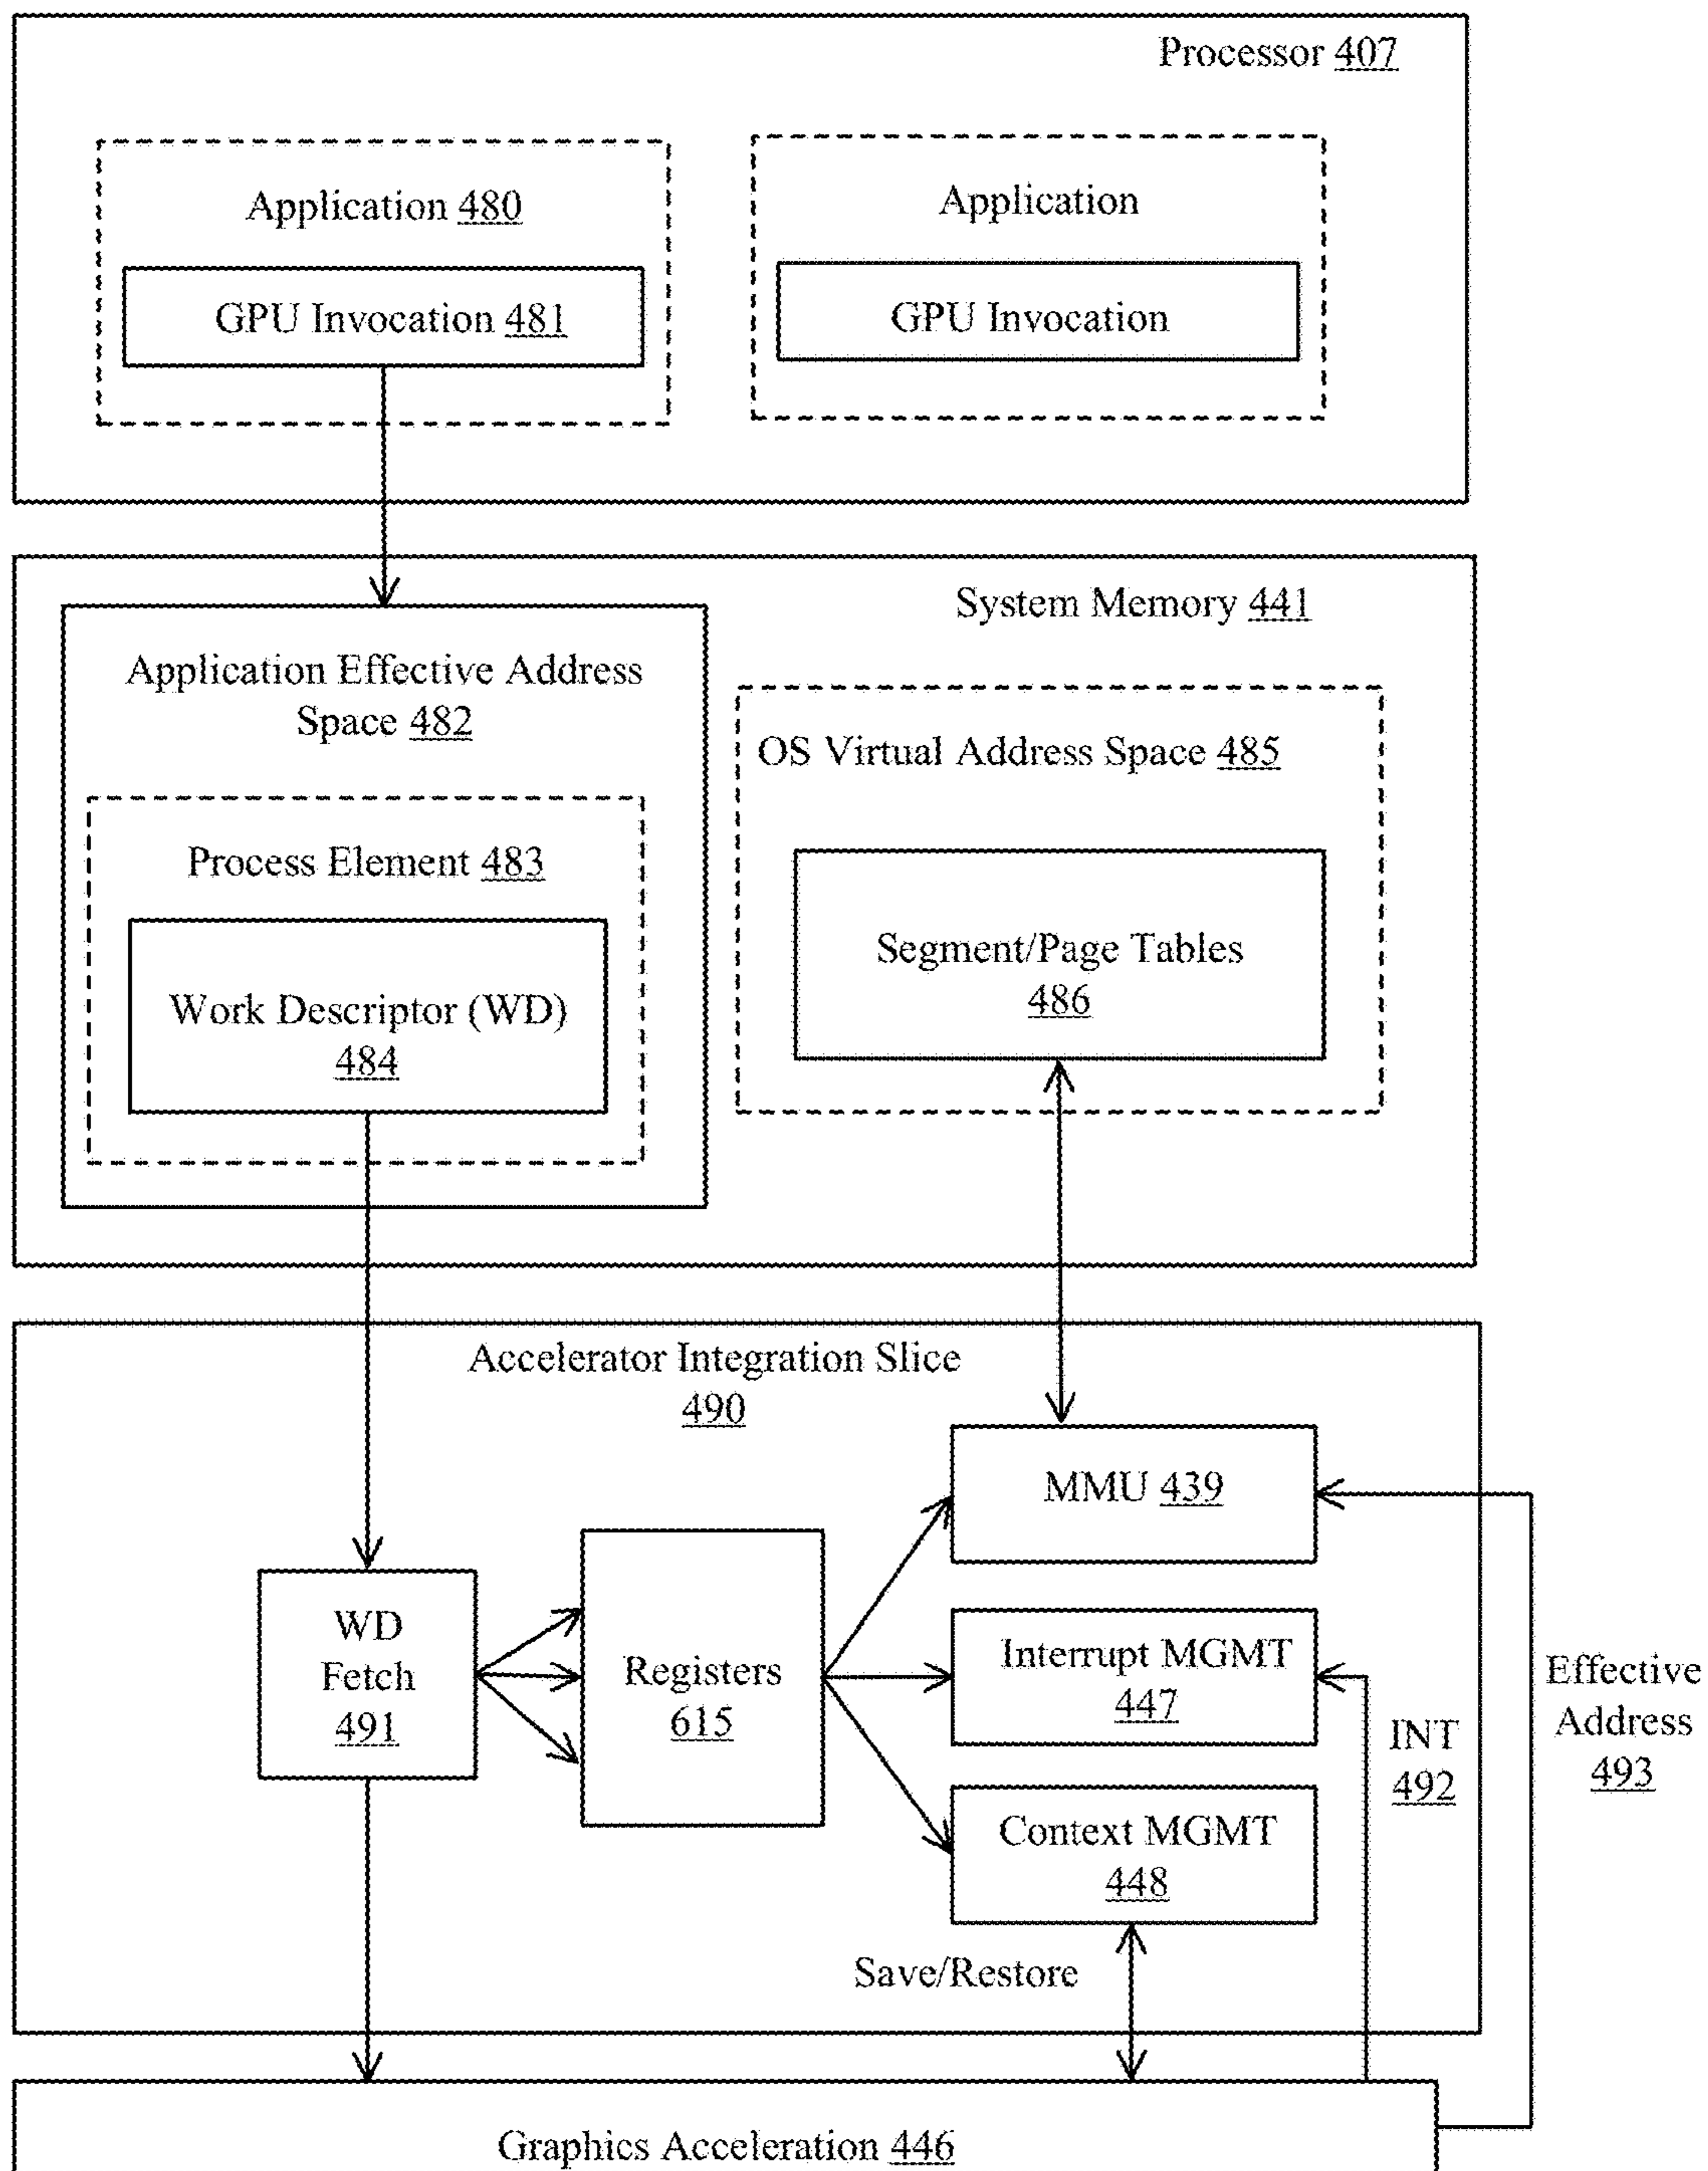 Processor 407
Application 480
GPU Invocation 481
Application
GPU Invocation
System Memory 441
Application Effective Address
Space 482
Process Element 483
Work Descriptor (WD)
484
OS Virtual Address Space 485
Segment/Page Tables
486
Accelerator Integration Slice
490
WD
Fetch
491
Registers
615
MMU 439
Interrupt MGMT
447
Context MGMT
448
Save/Restore
INT
492
Effective
Address
493
Graphics Acceleration 446